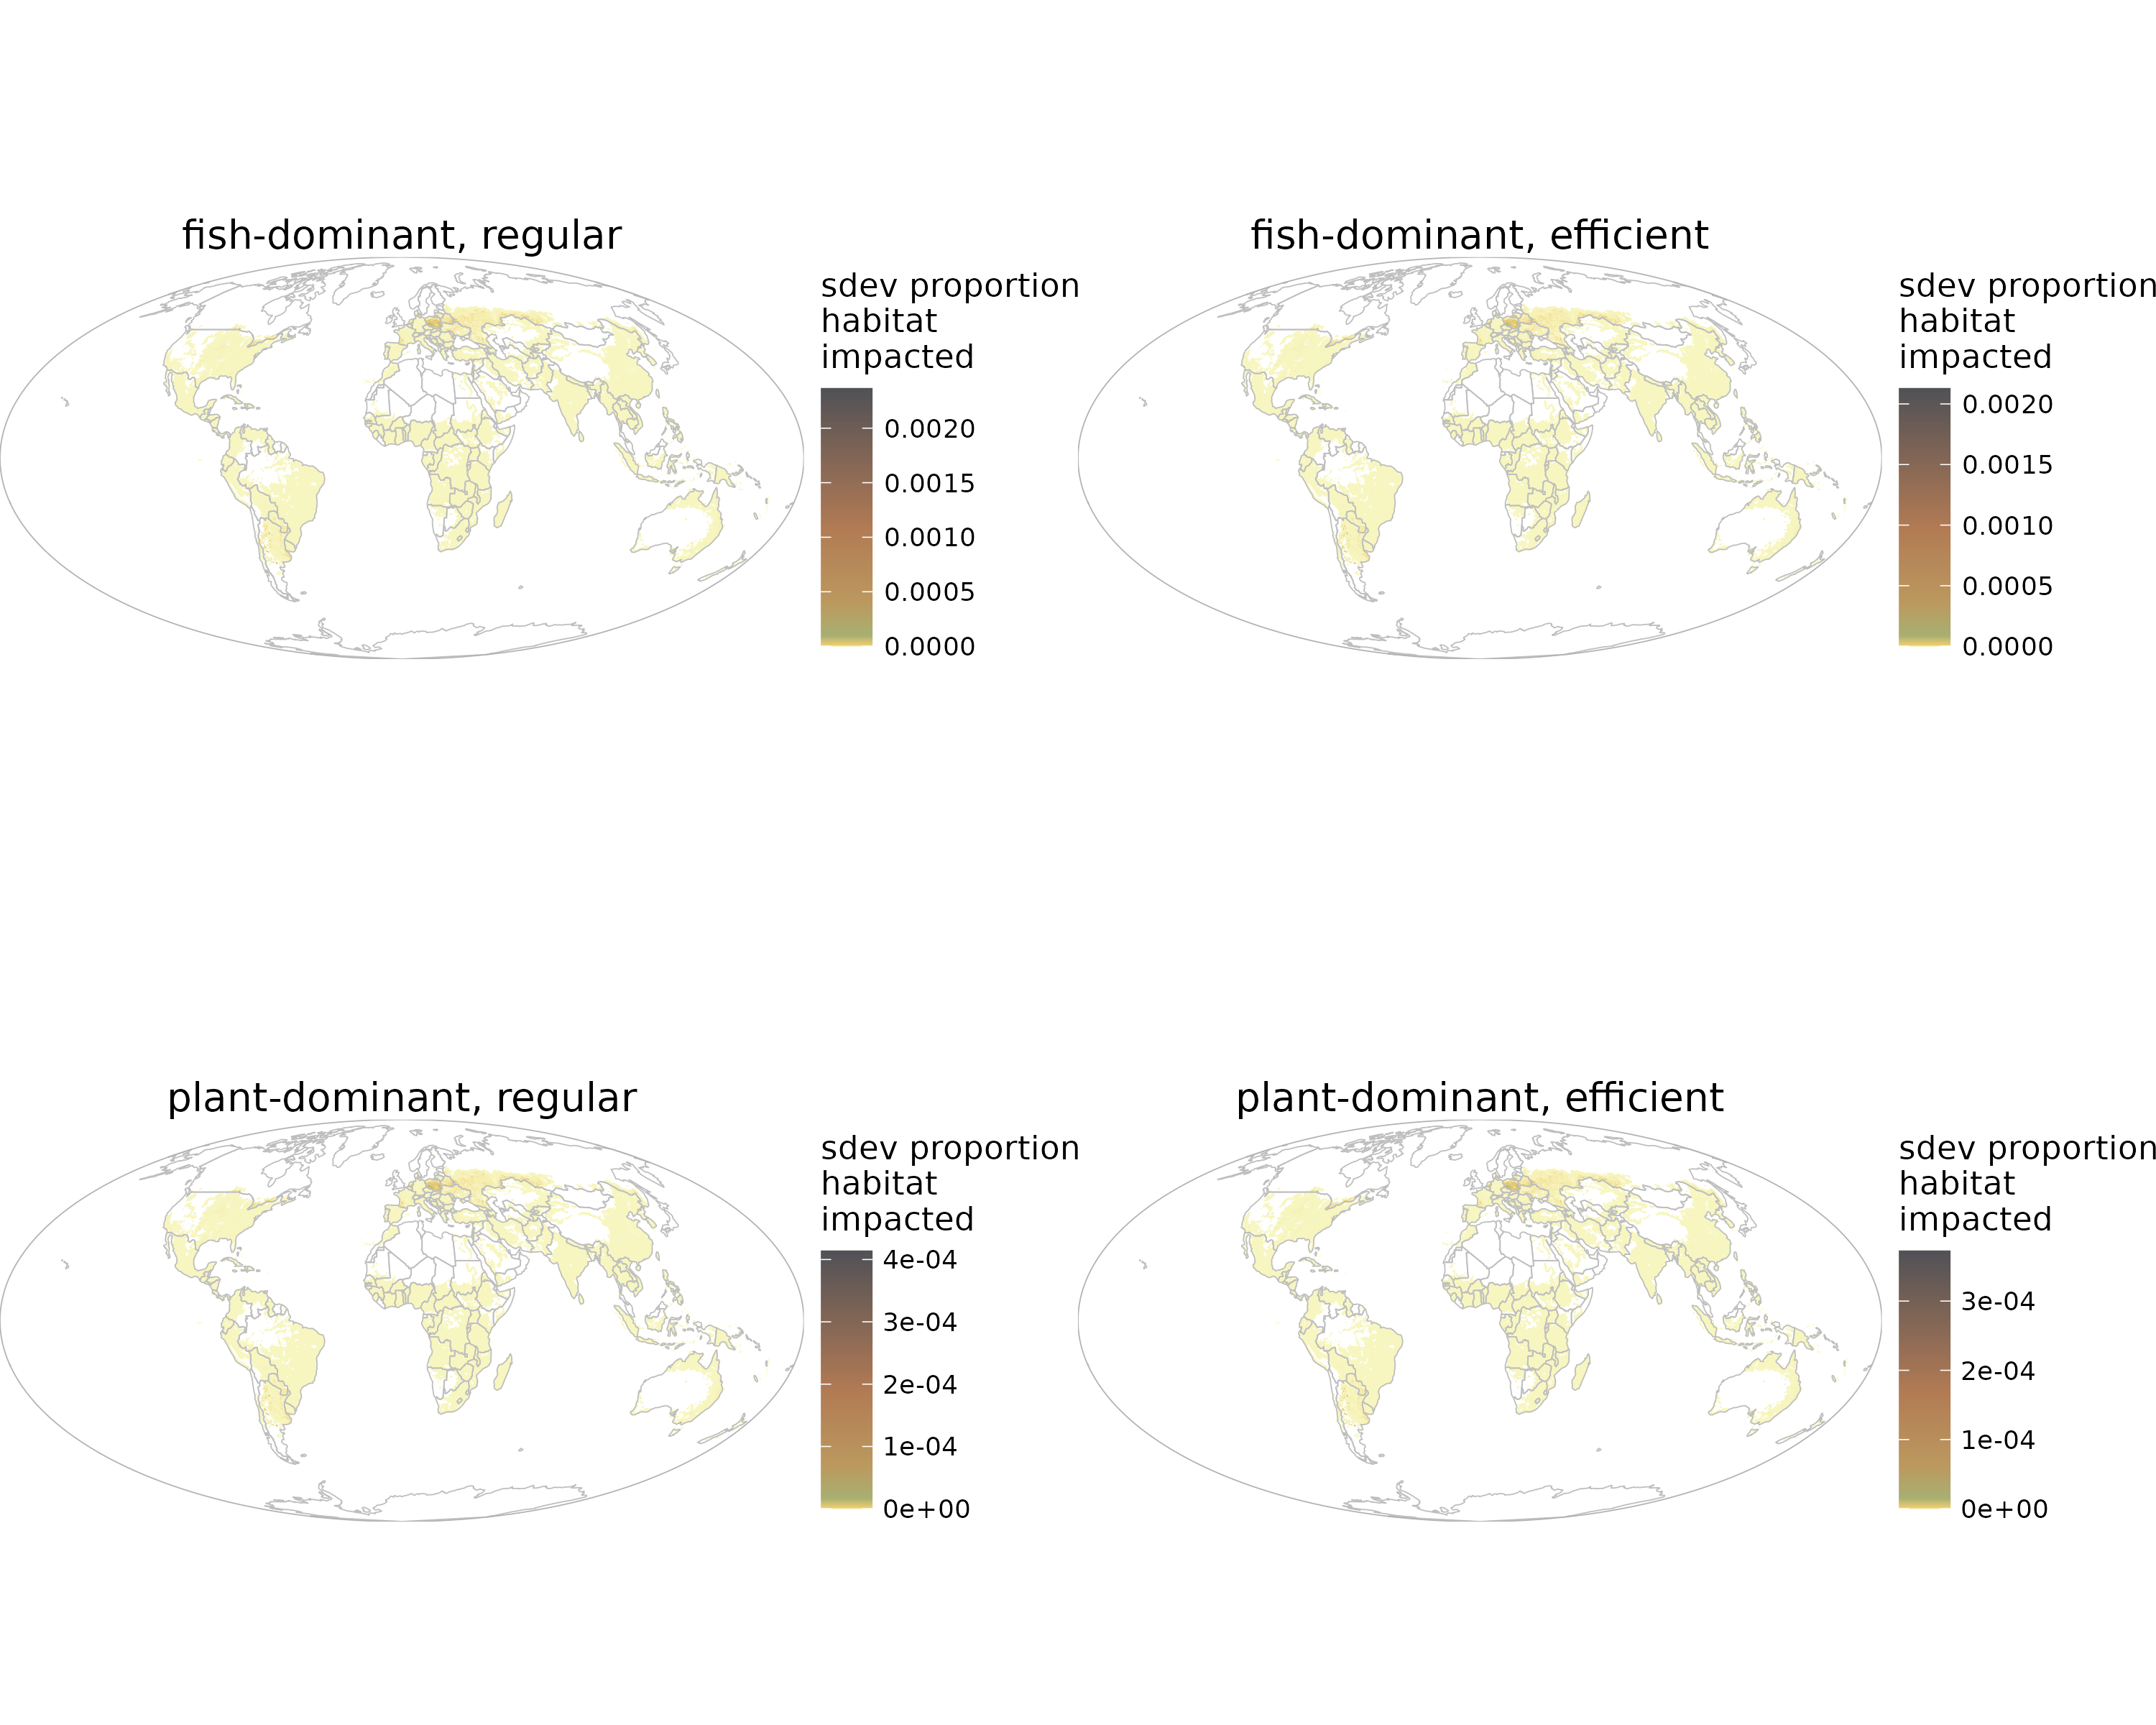 fish-dominant, regular
sdev proportion
habitat
impacted
0.0020
0.0015
0.0010
0.0005
0.0000
fish-dominant, efficient
sdev proportion
habitat
impacted
0.0020
0.0015
0.0010
0.0005
0.0000
plant-dominant, regular
sdev proportion
habitat
impacted
4e-04
3e-04
2e-04
1e-04
0e+00
plant-dominant, efficient
sdev proportion
habitat
impacted
3e-04
2e-04
1e-04
0e+00